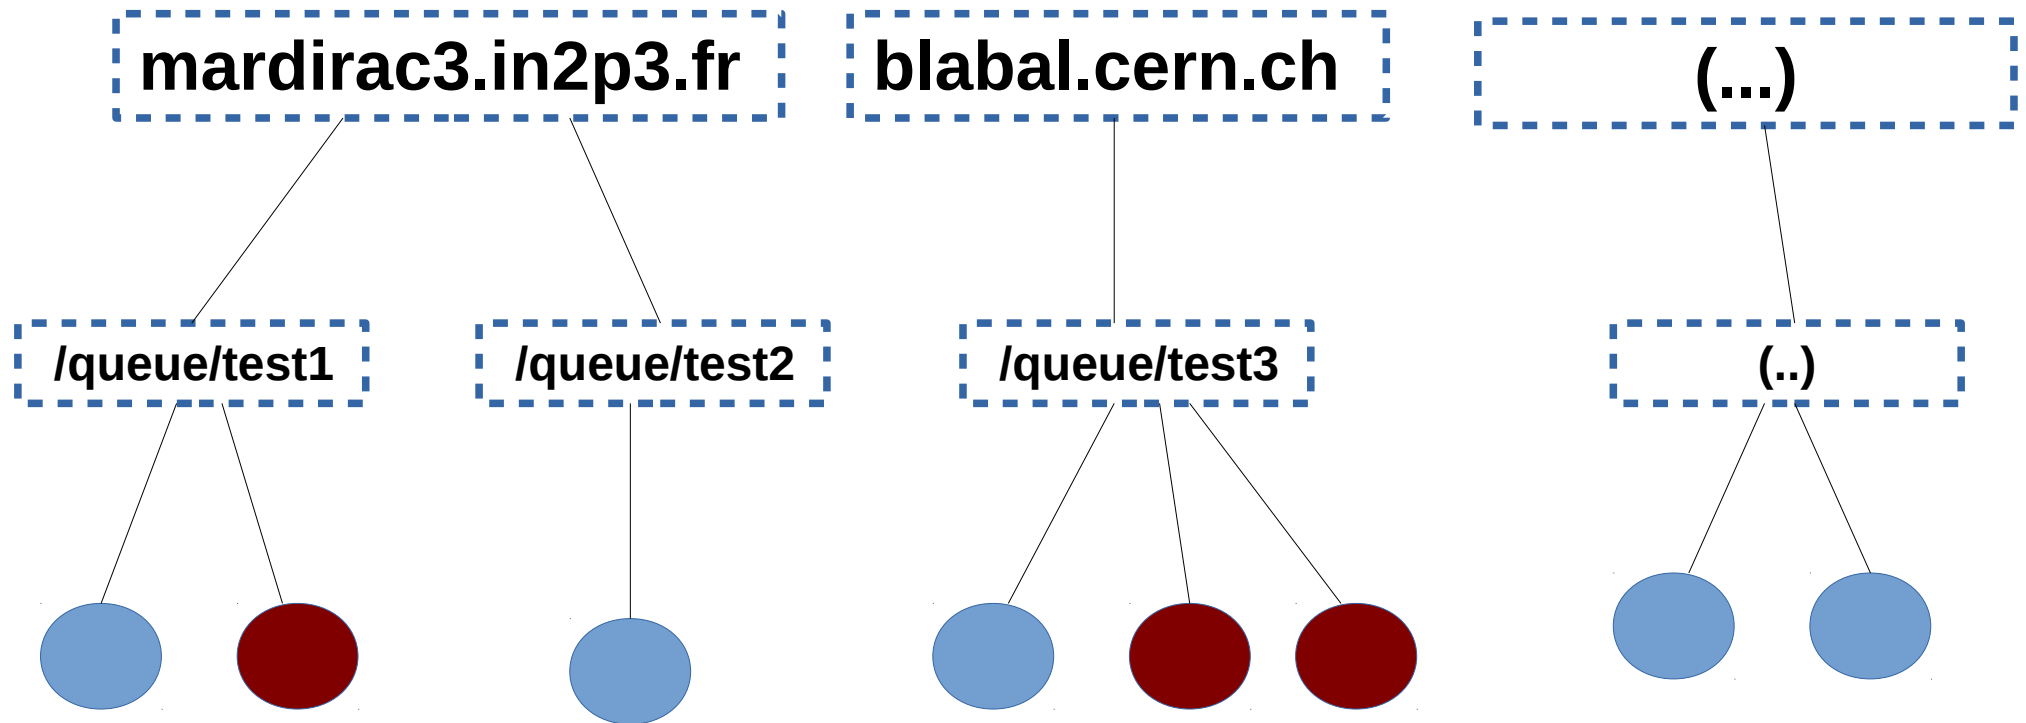 mardirac3.in2p3.fr
blabal.cern.ch
(...)
/queue/test1
/queue/test2
/queue/test3
(..)